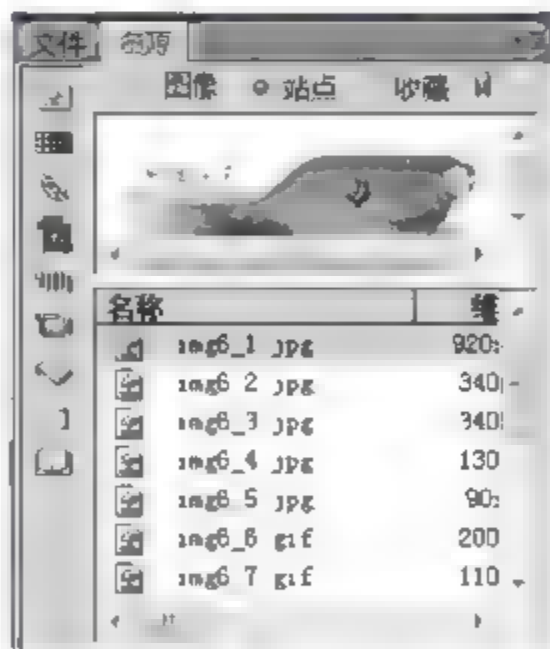 文件 资源
图像 站点 收藏
名称 维
img6_1 jpg 920
img6 2 jpg 340
img6_3 jpg 340
img6_4 jpg 130
img6 5 jpg 90
img6_6 gif 200
img6 7 gif 110